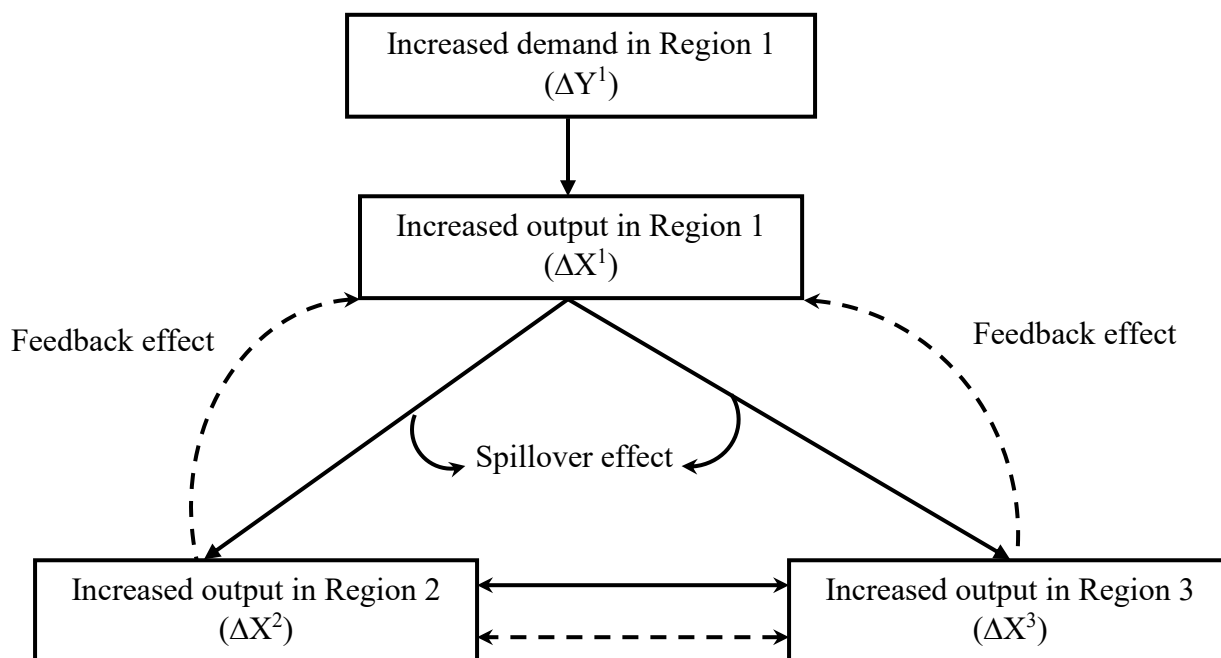 Increased demand in Region 1
(ΔY¹)
Increased output in Region 1
(ΔX¹)
Feedback effect
Feedback effect
Spillover effect
Increased output in Region 2
(ΔX²)
Increased output in Region 3
(ΔX³)